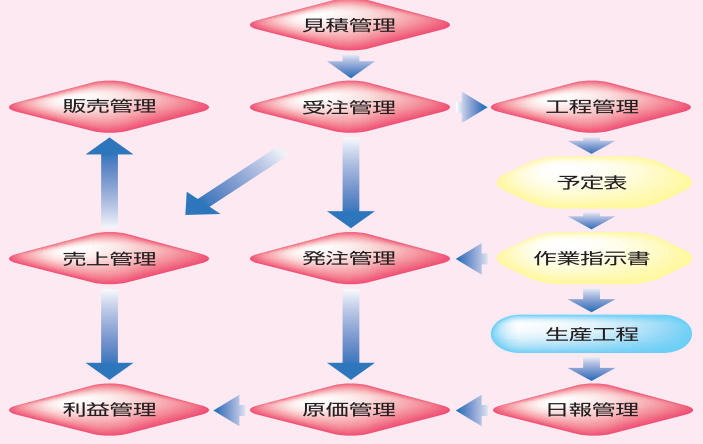 見積管理
販売管理
受注管理
工程管理
予定表
売上管理
発注管理
作業指示書
生産工程
利益管理
原価管理
日報管理